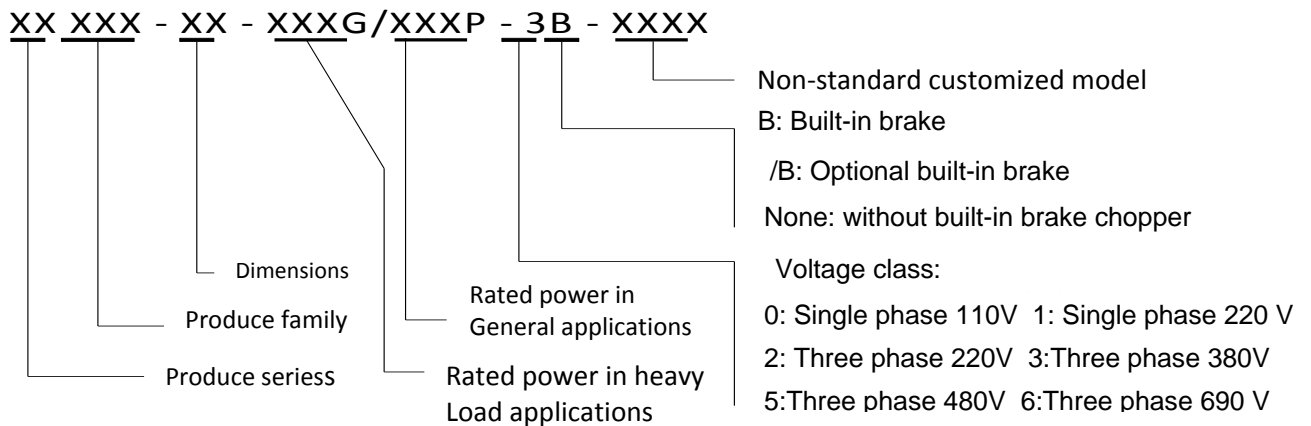 XX XXX - XX - XXXG/XXXP - 3B - XXXX
Non-standard customized model
B: Built-in brake
/B: Optional built-in brake
None: without built-in brake chopper
Voltage class:
0: Single phase 110V 1: Single phase 220 V
2: Three phase 220V 3:Three phase 380V
5:Three phase 480V 6:Three phase 690 V
Dimensions
Produce family
Produce seriess
Rated power in
General applications
Rated power in heavy
Load applications